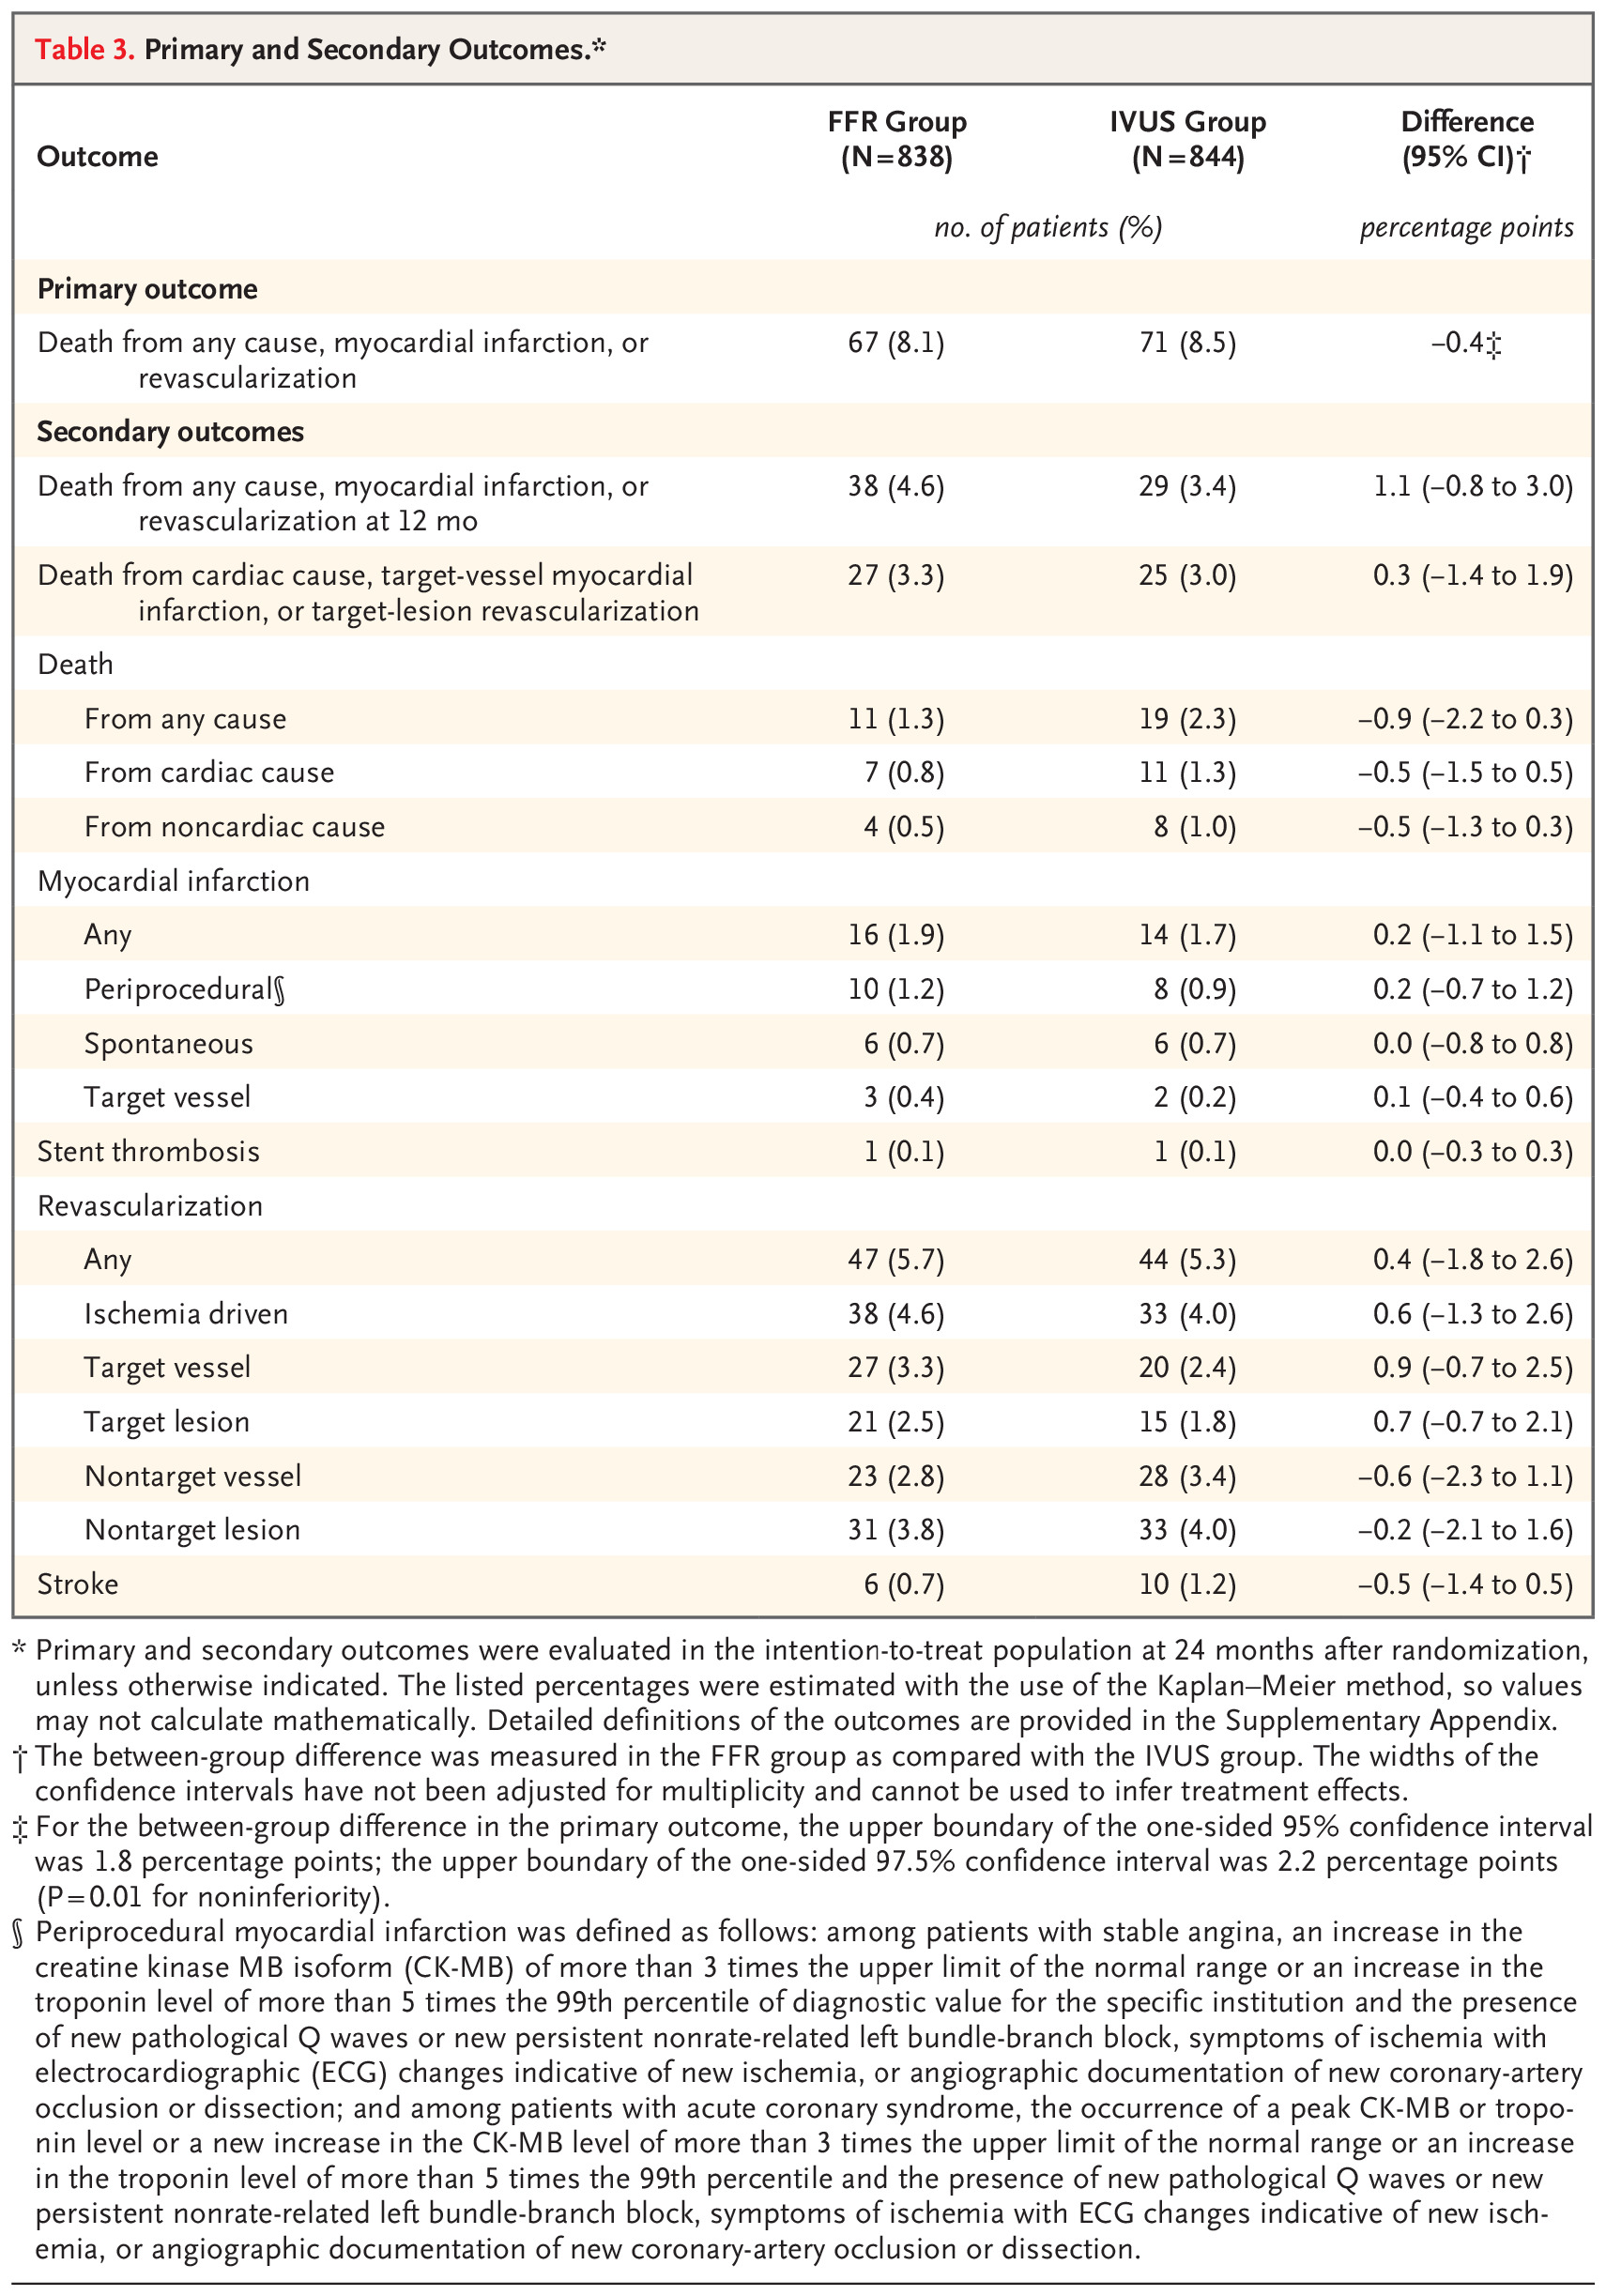 Table 3. Primary and Secondary Outcomes.*
Outcome
FFR Group
(N=838)
IVUS Group
(N=844)
Difference
(95% CI)†
no. of patients (%)
percentage points
Primary outcome
Death from any cause, myocardial infarction, or
revascularization
67 (8.1)
71 (8.5)
–0.4‡
Secondary outcomes
Death from any cause, myocardial infarction, or
revascularization at 12 mo
38 (4.6)
29 (3.4)
1.1 (–0.8 to 3.0)
Death from cardiac cause, target-vessel myocardial
infarction, or target-lesion revascularization
27 (3.3)
25 (3.0)
0.3 (–1.4 to 1.9)
Death
From any cause 11 (1.3) 19 (2.3) –0.9 (–2.2 to 0.3)
From cardiac cause 7 (0.8) 11 (1.3) –0.5 (–1.5 to 0.5)
From noncardiac cause 4 (0.5) 8 (1.0) –0.5 (–1.3 to 0.3)
Myocardial infarction
Any 16 (1.9) 14 (1.7) 0.2 (–1.1 to 1.5)
Periprocedural§ 10 (1.2) 8 (0.9) 0.2 (–0.7 to 1.2)
Spontaneous 6 (0.7) 6 (0.7) 0.0 (–0.8 to 0.8)
Target vessel 3 (0.4) 2 (0.2) 0.1 (–0.4 to 0.6)
Stent thrombosis 1 (0.1) 1 (0.1) 0.0 (–0.3 to 0.3)
Revascularization
Any 47 (5.7) 44 (5.3) 0.4 (–1.8 to 2.6)
Ischemia driven 38 (4.6) 33 (4.0) 0.6 (–1.3 to 2.6)
Target vessel 27 (3.3) 20 (2.4) 0.9 (–0.7 to 2.5)
Target lesion 21 (2.5) 15 (1.8) 0.7 (–0.7 to 2.1)
Nontarget vessel 23 (2.8) 28 (3.4) –0.6 (–2.3 to 1.1)
Nontarget lesion 31 (3.8) 33 (4.0) –0.2 (–2.1 to 1.6)
Stroke 6 (0.7) 10 (1.2) –0.5 (–1.4 to 0.5)
* Primary and secondary outcomes were evaluated in the intention-to-treat population at 24 months after randomization,
unless otherwise indicated. The listed percentages were estimated with the use of the Kaplan–Meier method, so values
may not calculate mathematically. Detailed definitions of the outcomes are provided in the Supplementary Appendix.
† The between-group difference was measured in the FFR group as compared with the IVUS group. The widths of the
confidence intervals have not been adjusted for multiplicity and cannot be used to infer treatment effects.
‡ For the between-group difference in the primary outcome, the upper boundary of the one-sided 95% confidence interval
was 1.8 percentage points; the upper boundary of the one-sided 97.5% confidence interval was 2.2 percentage points
(P=0.01 for noninferiority).
§ Periprocedural myocardial infarction was defined as follows: among patients with stable angina, an increase in the
creatine kinase MB isoform (CK-MB) of more than 3 times the upper limit of the normal range or an increase in the
troponin level of more than 5 times the 99th percentile of diagnostic value for the specific institution and the presence
of new pathological Q waves or new persistent nonrate-related left bundle-branch block, symptoms of ischemia with
electrocardiographic (ECG) changes indicative of new ischemia, or angiographic documentation of new coronary-artery
occlusion or dissection; and among patients with acute coronary syndrome, the occurrence of a peak CK-MB or tropo-
nin level or a new increase in the CK-MB level of more than 3 times the upper limit of the normal range or an increase
in the troponin level of more than 5 times the 99th percentile and the presence of new pathological Q waves or new
persistent nonrate-related left bundle-branch block, symptoms of ischemia with ECG changes indicative of new isch-
emia, or angiographic documentation of new coronary-artery occlusion or dissection.